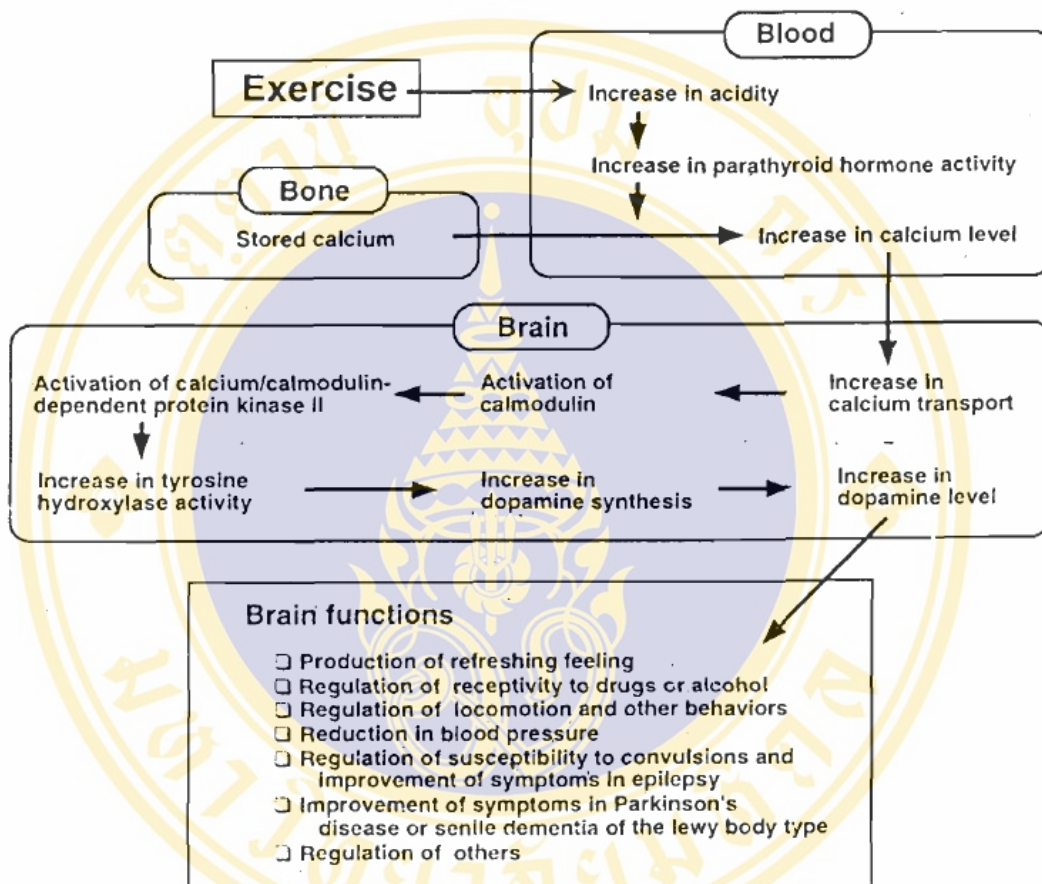 Blood
Exercise
Increase in acidity
Increase in parathyroid hormone activity
Bone
Stored calcium
Increase in calcium level
Brain
Activation of calcium/calmodulin-
dependent protein kinase II
Activation of
calmodulin
Increase in
calcium transport
Increase in tyrosine
hydroxylase activity
Increase in
dopamine synthesis
Increase in
dopamine level
Brain functions
❏ Production of refreshing feeling
❏ Regulation of receptivity to drugs or alcohol
❏ Regulation of locomotion and other behaviors
❏ Reduction in blood pressure
❏ Regulation of susceptibility to convulsions and
improvement of symptoms in epilepsy
❏ Improvement of symptoms in Parkinson's
disease or senile dementia of the lewy body type
❏ Regulation of others